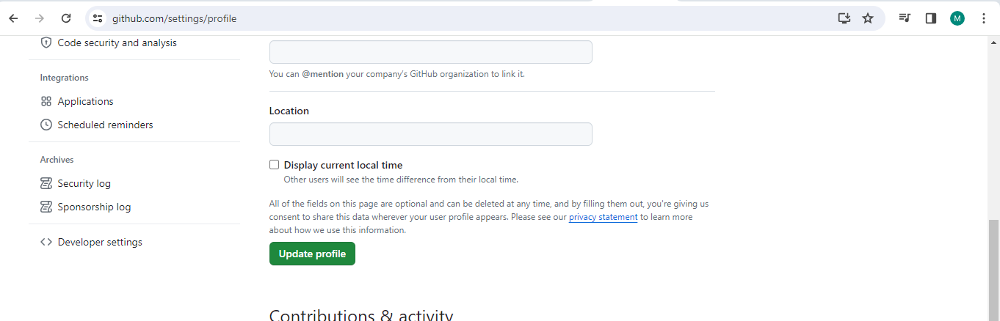 github.com/settings/profile
M
Code security and analysis
Integrations
Applications
Scheduled reminders
Archives
Security log
Sponsorship log
Developer settings
You can @mention your company's GitHub organization to link it.
Location
Display current local time
Other users will see the time difference from their local time.
All of the fields on this page are optional and can be deleted at any time, and by filling them out, you're giving us
consent to share this data wherever your user profile appears. Please see our privacy statement to learn more
about how we use this information.
Update profile
Contributions & activity